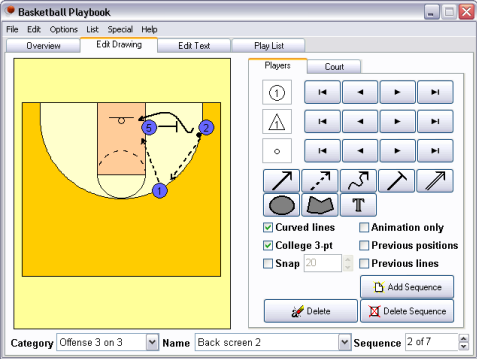 Basketball Playbook
File Edit Options List Special Help
Overview Edit Drawing Edit Text Play List
Players Court
1
1
5 2
1
T
Curved lines Animation only
College 3-pt Previous positions
Snap 20 Previous lines
Add Sequence
Delete Delete Sequence
Category Offense 3 on 3 Name Back screen 2 Sequence 2 of 7